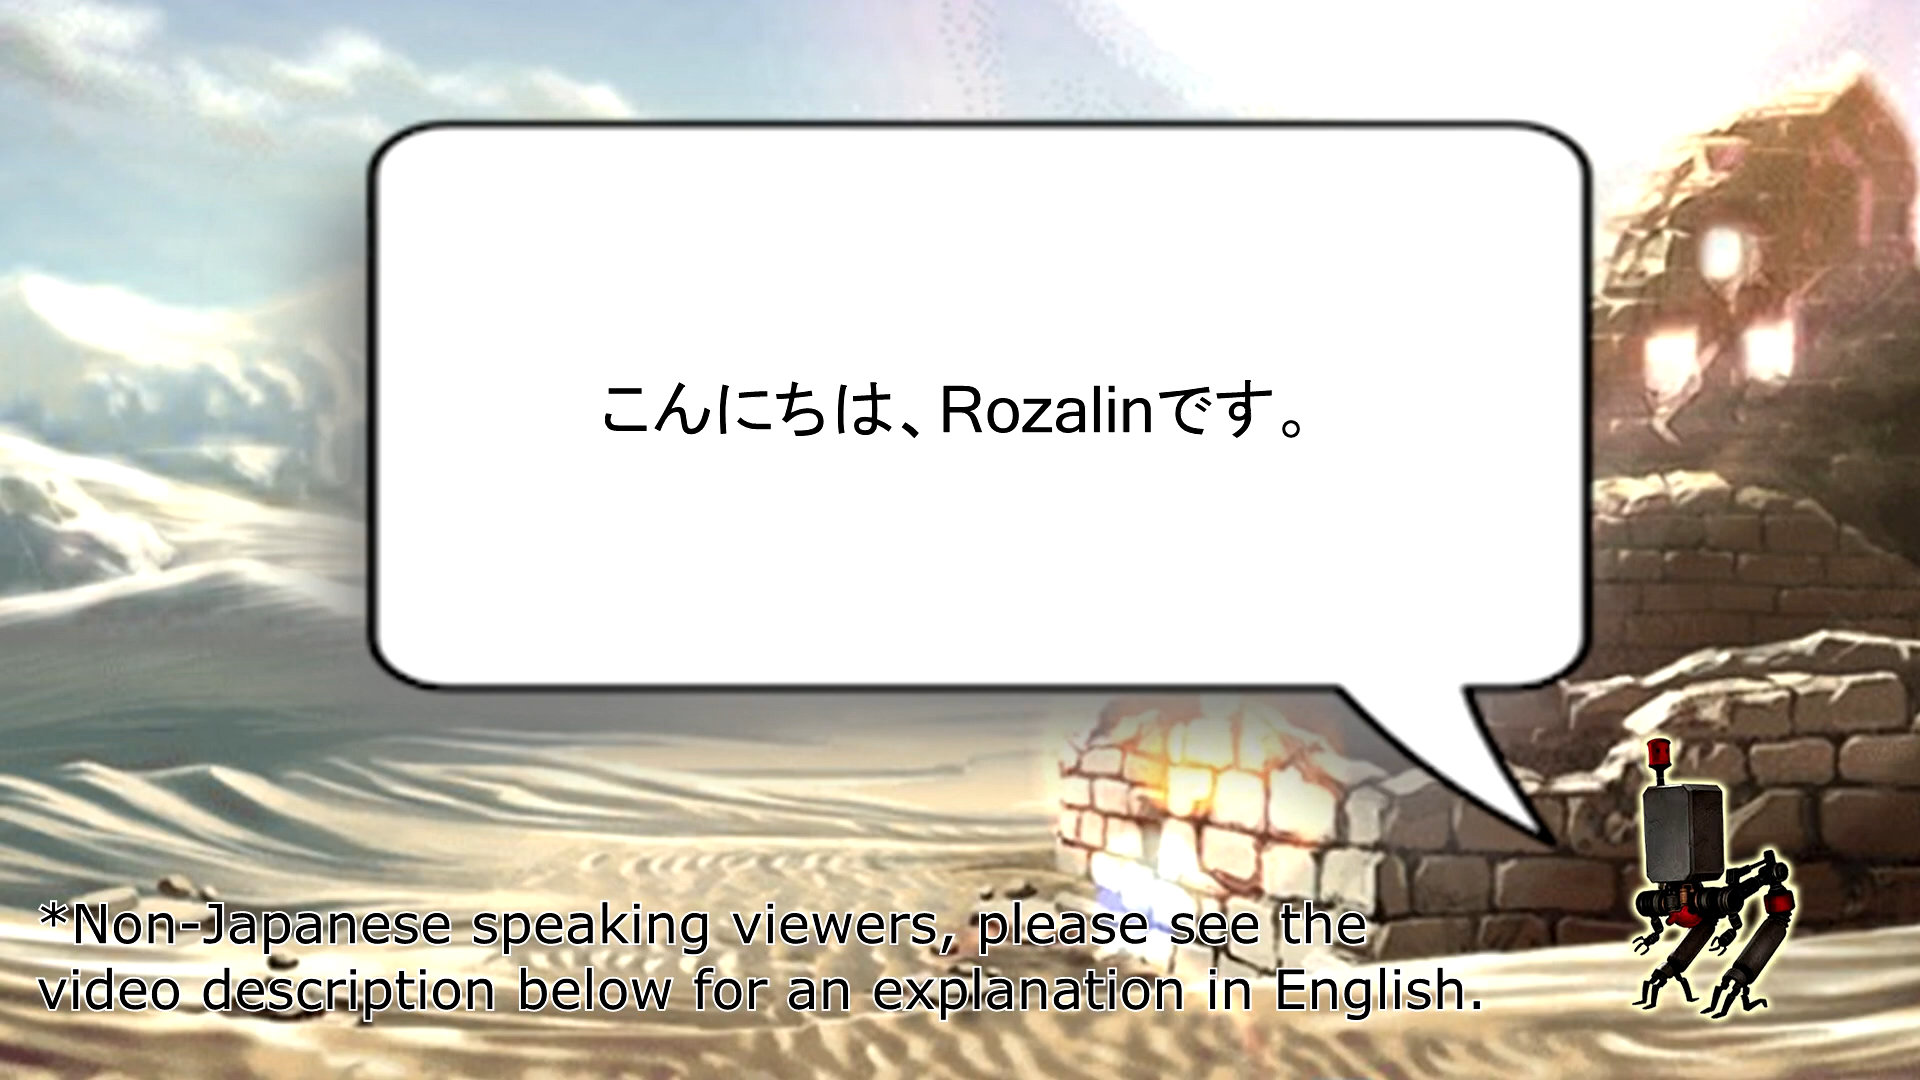 こんにちは、Rozalinです。
*Non-Japanese speaking viewers, please see the
video description below for an explanation in English.